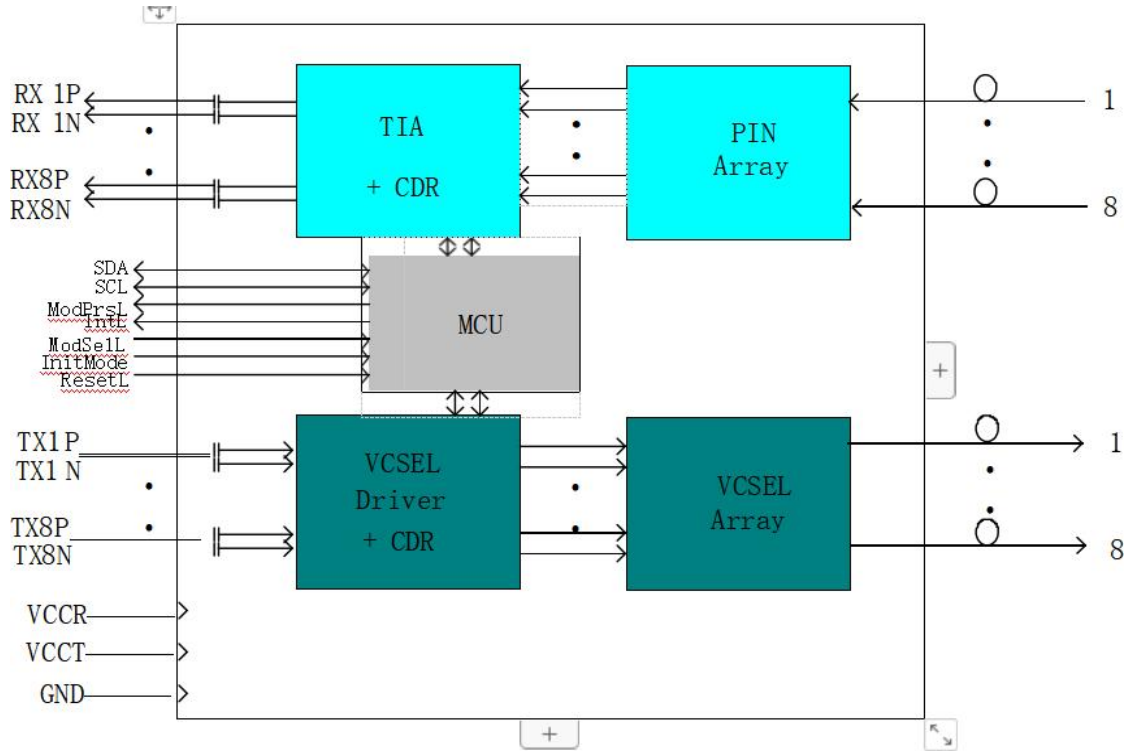 RX 1P
RX 1N
RX8P
RX8N
TIA
+ CDR
PIN
Array
1
8
SDA
SCL
ModPrsL
IntL
ModSelL
InitMode
ResetL
MCU
TX1P
TX1 N
TX8P
TX8N
VCSEL
Driver
+ CDR
VCSEL
Array
1
8
VCCR
VCCT
GND